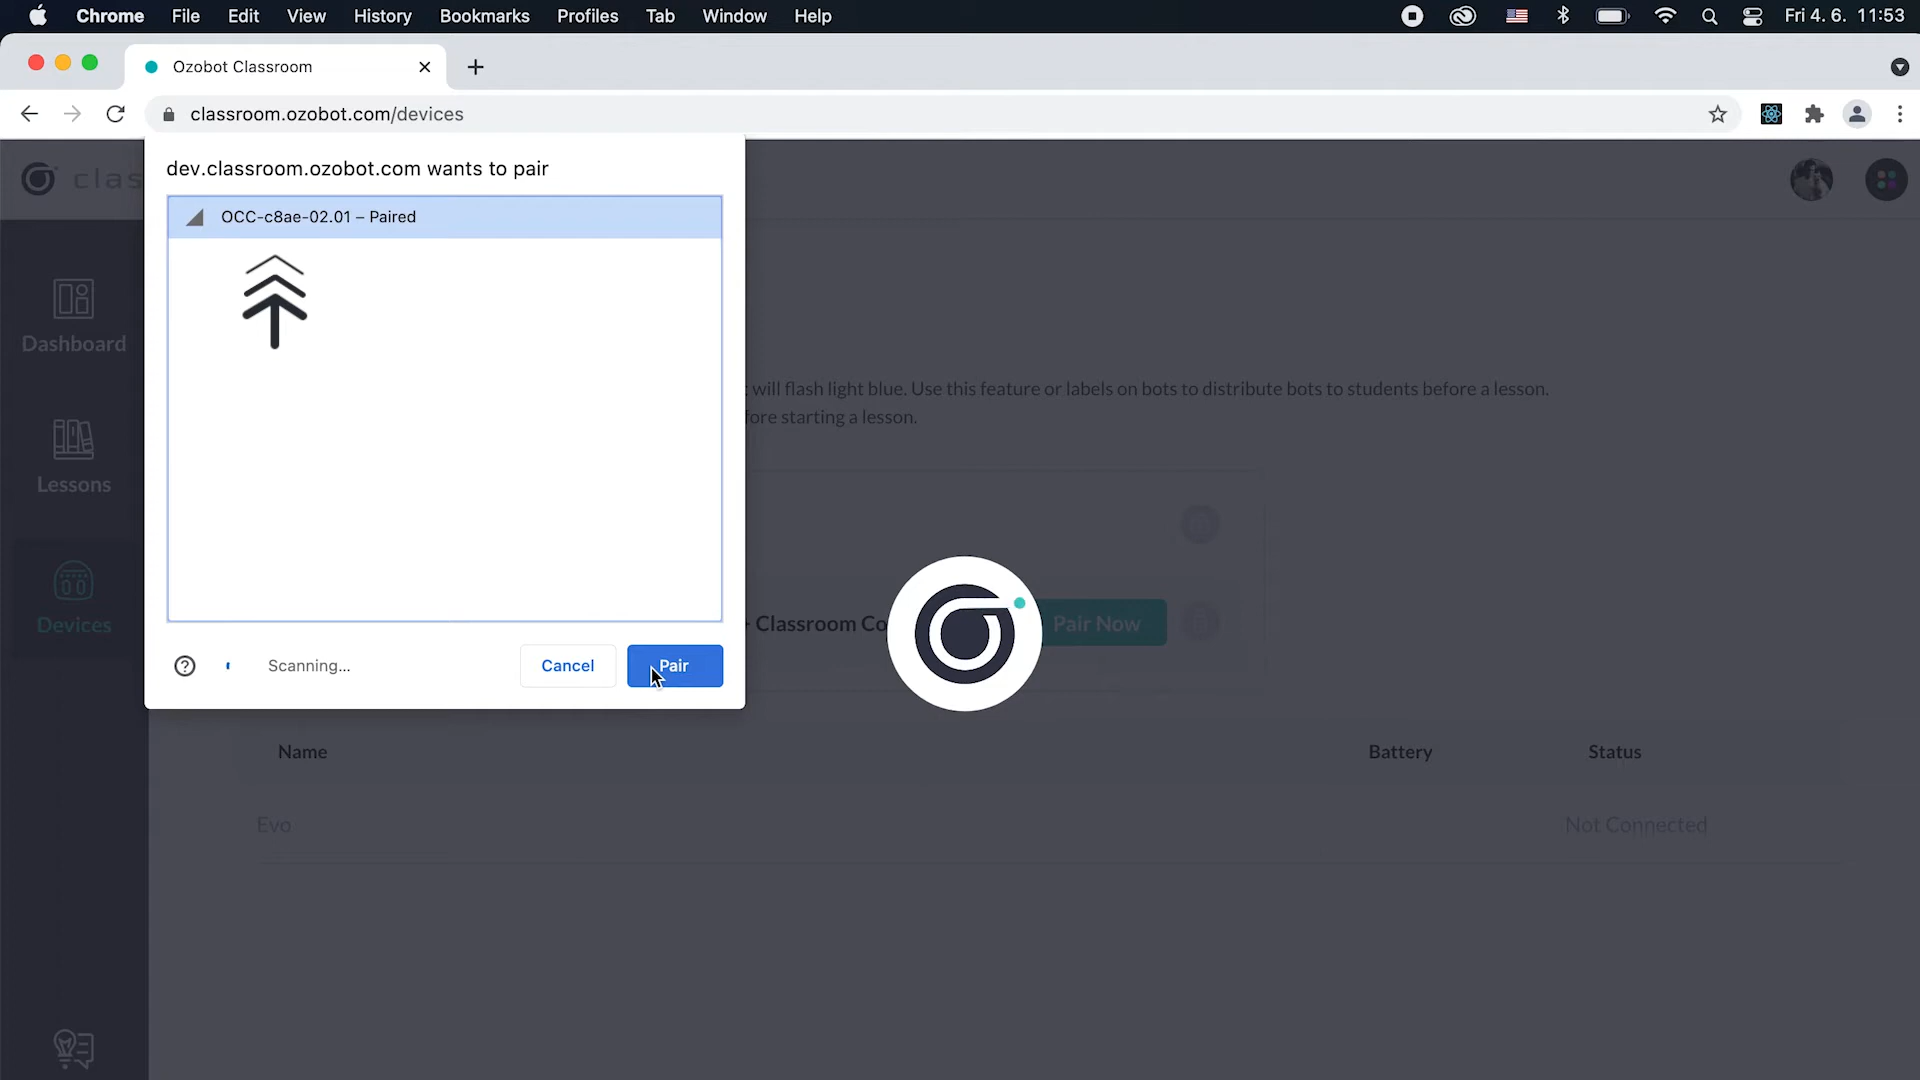 Chrome File Edit View History Bookmarks Profiles Tab Window Help Fri 4. 6. 11:53
Ozobot Classroom
classroom.ozobot.com/devices
dev.classroom.ozobot.com wants to pair
clas
OCC-c8ae-02.01 – Paired
Dashboard
will flash light blue. Use this feature or labels on bots to distribute bots to students before a lesson.
fore starting a lesson.
Lessons
Devices
Classroom Co
Pair Now
Scanning...
Cancel
Pair
Name Battery Status
Evo Not Connected